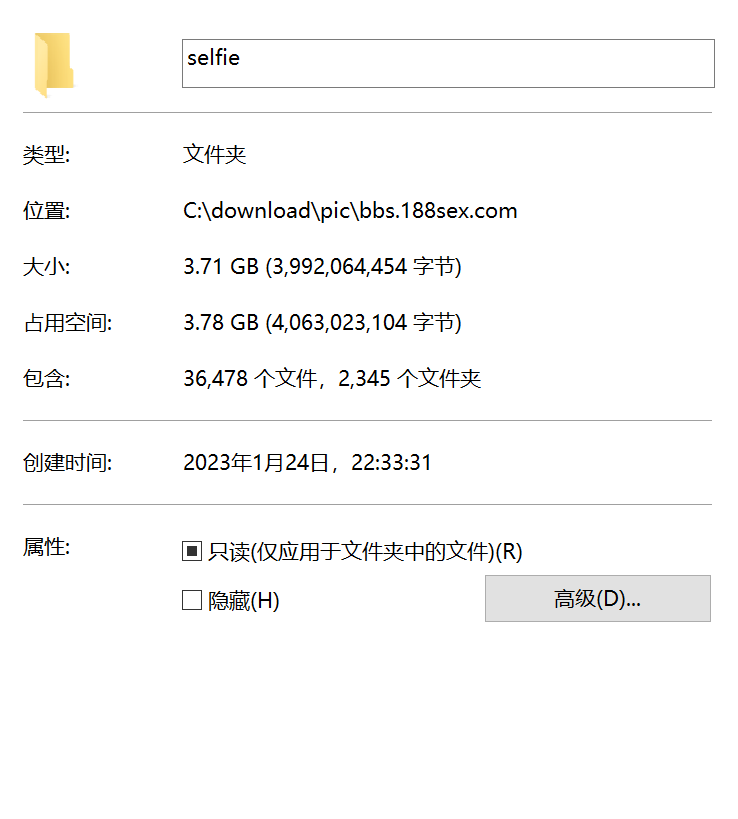 selfie
类型: 文件夹
位置: C:\download\pic\bbs.188sex.com
大小: 3.71 GB (3,992,064,454 字节)
占用空间: 3.78 GB (4,063,023,104 字节)
包含: 36,478 个文件，2,345 个文件夹
创建时间: 2023年1月24日，22:33:31
属性: 只读(仅应用于文件夹中的文件)(R)
隐藏(H) 高级(D)...